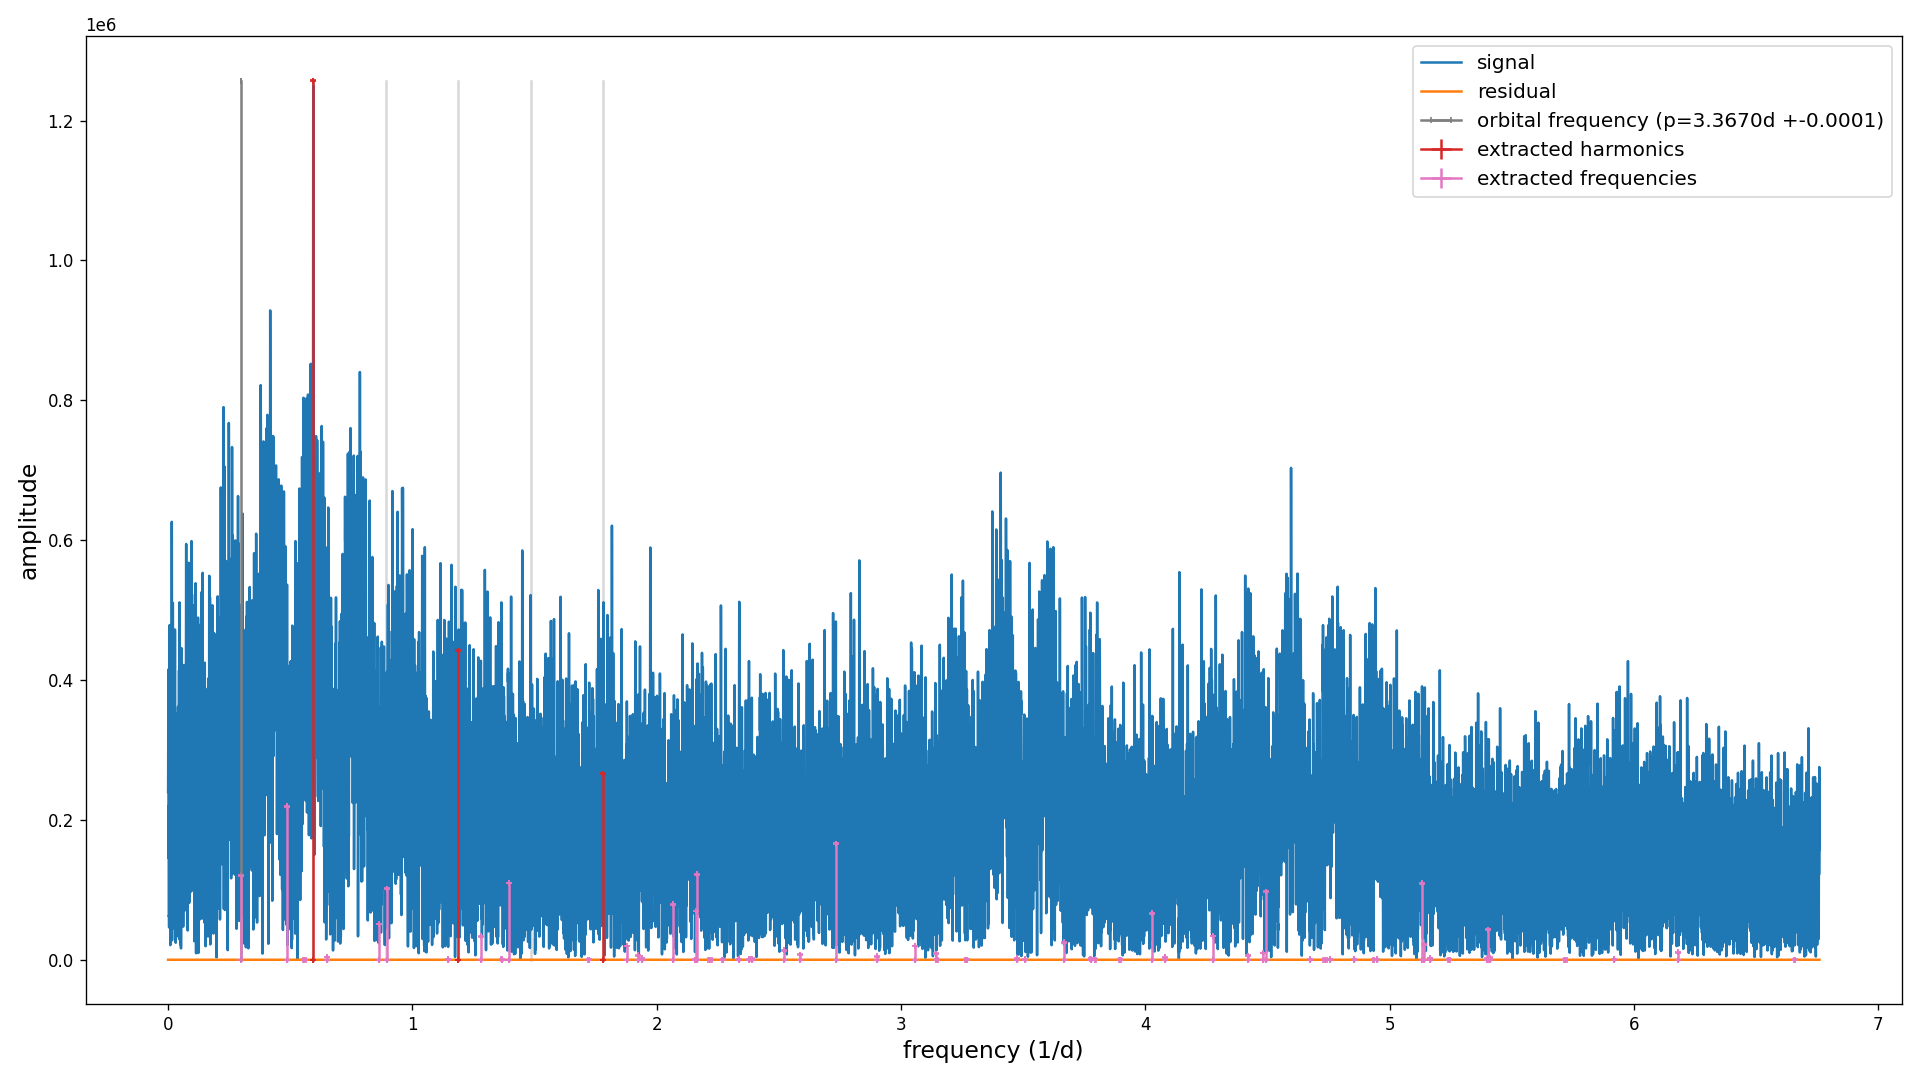 1e6
signal
residual
orbital frequency (p=3.3670d +-0.0001)
extracted harmonics
extracted frequencies
1.2
1.0
0.8
0.6
0.4
0.2
0.0
amplitude
0 1 2 3 4 5 6 7
frequency (1/d)